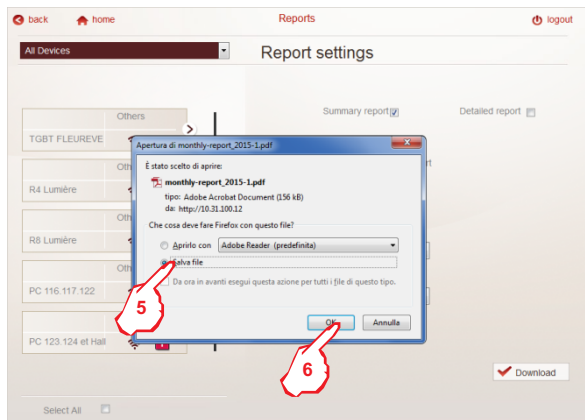 back
home
Reports
logout
All Devices
Report settings
Others
TGBT FLEUREVE
Summary report
Detailed report
Apertura di monthly-report_2015-1.pdf
È stato scelto di aprire:
monthly-report_2015-1.pdf
tipo: Adobe Acrobat Document (156 kB)
da: http://10.31.100.12
Che cosa deve fare Firefox con questo file?
Aprirlo con Adobe Reader (predefinita)
Salva file
Da ora in avanti esegui questa azione per tutti i file di questo tipo.
OK
Annulla
5
6
R4 Lumière
R8 Lumière
PC 116.117.122
PC 123.124 et Hall
Download
Select All